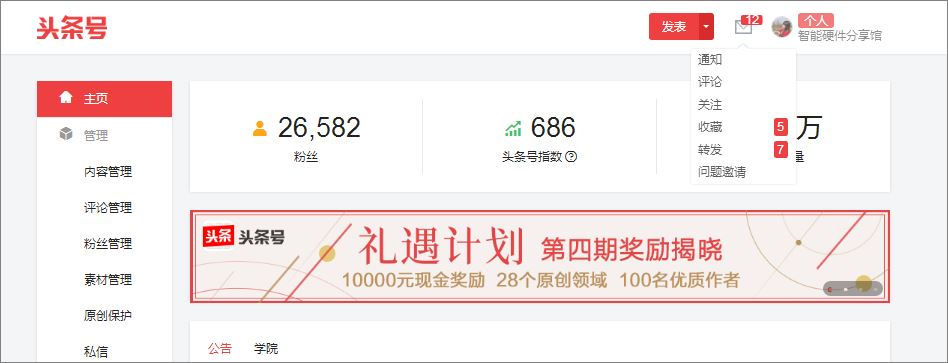 头条号
发表
12
个人
智能硬件分享馆
通知
评论
关注
收藏 5
转发 7
问题邀请
主页
管理
内容管理
评论管理
粉丝管理
素材管理
原创保护
私信
26,582
粉丝
686
头条号指数 ?
万
量
头条 头条号
礼遇计划 第四期奖励揭晓
10000元现金奖励 28个原创领域 100名优质作者
公告 学院